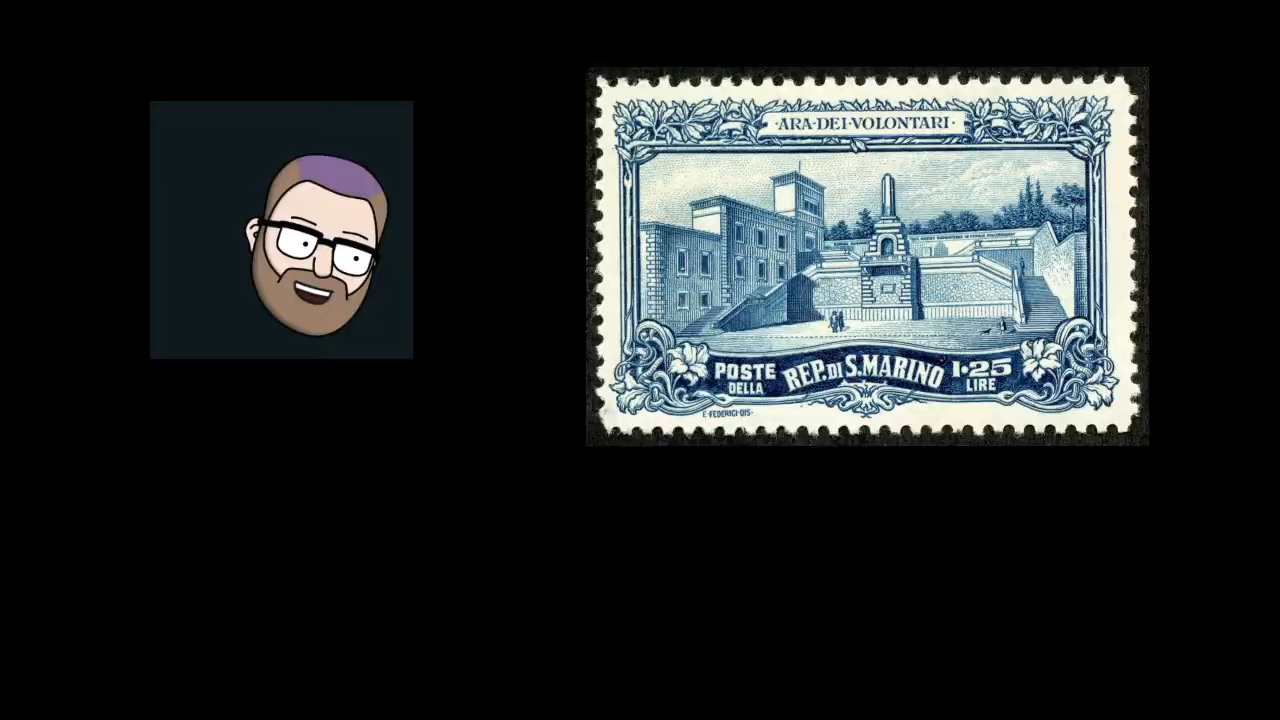 ·ARA·DEI·VOLONTARI·
POSTE DELLA REP. DI S. MARINO 1·25 LIRE
E·FEDERICI·DIS·